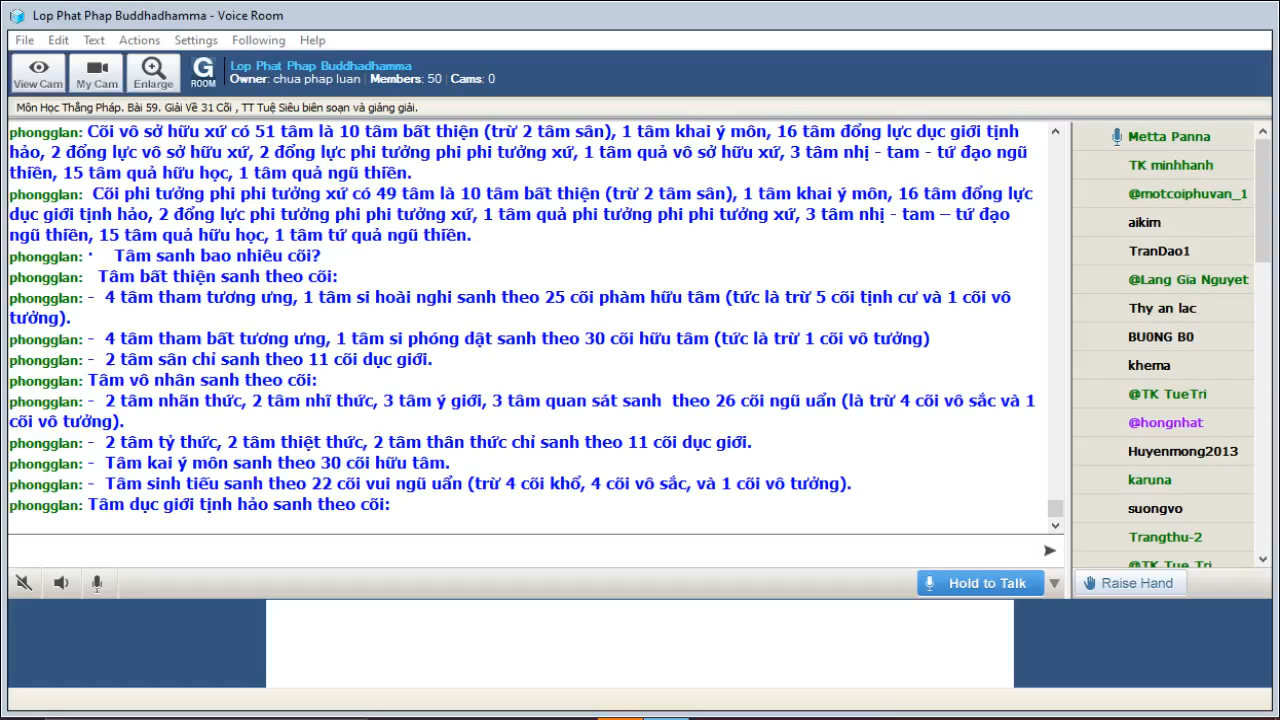 Lop Phat Phap Buddhadhamma - Voice Room
File Edit Text Actions Settings Following Help
View Cam My Cam Enlarge G ROOM
Lop Phat Phap Buddhadhamma
Owner: chua phap luan | Members: 50 | Cams: 0
Môn Học Thắng Pháp. Bài 59. Giải Về 31 Cõi , TT Tuệ Siêu biên soạn và giảng giải.
phongglan: Cõi vô sở hữu xứ có 51 tâm là 10 tâm bất thiện (trừ 2 tâm sân), 1 tâm khai ý môn, 16 tâm đổng lực dục giới tịnh
hảo, 2 đổng lực vô sở hữu xứ, 2 đổng lực phi tưởng phi phi tưởng xứ, 1 tâm quả vô sở hữu xứ, 3 tâm nhị - tam - tứ đạo ngũ
thiền, 15 tâm quả hữu học, 1 tâm quả ngũ thiền.
phongglan: Cõi phi tưởng phi phi tưởng xứ có 49 tâm là 10 tâm bất thiện (trừ 2 tâm sân), 1 tâm khai ý môn, 16 tâm đổng lực
dục giới tịnh hảo, 2 đổng lực phi tưởng phi phi tưởng xứ, 1 tâm quả phi tưởng phi phi tưởng xứ, 3 tâm nhị - tam – tứ đạo
ngũ thiền, 15 tâm quả hữu học, 1 tâm tứ quả ngũ thiền.
phongglan: · Tâm sanh bao nhiêu cõi?
phongglan: Tâm bất thiện sanh theo cõi:
phongglan: - 4 tâm tham tương ưng, 1 tâm si hoài nghi sanh theo 25 cõi phàm hữu tâm (tức là trừ 5 cõi tịnh cư và 1 cõi vô
tưởng).
phongglan: - 4 tâm tham bất tương ưng, 1 tâm si phóng dật sanh theo 30 cõi hữu tâm (tức là trừ 1 cõi vô tưởng)
phongglan: - 2 tâm sân chỉ sanh theo 11 cõi dục giới.
phongglan: Tâm vô nhân sanh theo cõi:
phongglan: - 2 tâm nhãn thức, 2 tâm nhĩ thức, 3 tâm ý giới, 3 tâm quan sát sanh theo 26 cõi ngũ uẩn (là trừ 4 cõi vô sắc và 1
cõi vô tưởng).
phongglan: - 2 tâm tỷ thức, 2 tâm thiệt thức, 2 tâm thân thức chỉ sanh theo 11 cõi dục giới.
phongglan: - Tâm kai ý môn sanh theo 30 cõi hữu tâm.
phongglan: - Tâm sinh tiếu sanh theo 22 cõi vui ngũ uẩn (trừ 4 cõi khổ, 4 cõi vô sắc, và 1 cõi vô tưởng).
phongglan: Tâm dục giới tịnh hảo sanh theo cõi:
Metta Panna
TK minhhanh
@motcoiphuvan_1
aikim
TranDao1
@Lang Gia Nguyet
Thy an lac
BU0NG B0
khema
@TK TueTri
@hongnhat
Huyenmong2013
karuna
suongvo
Trangthu-2
@TK Tue Tri
Hold to Talk
Raise Hand